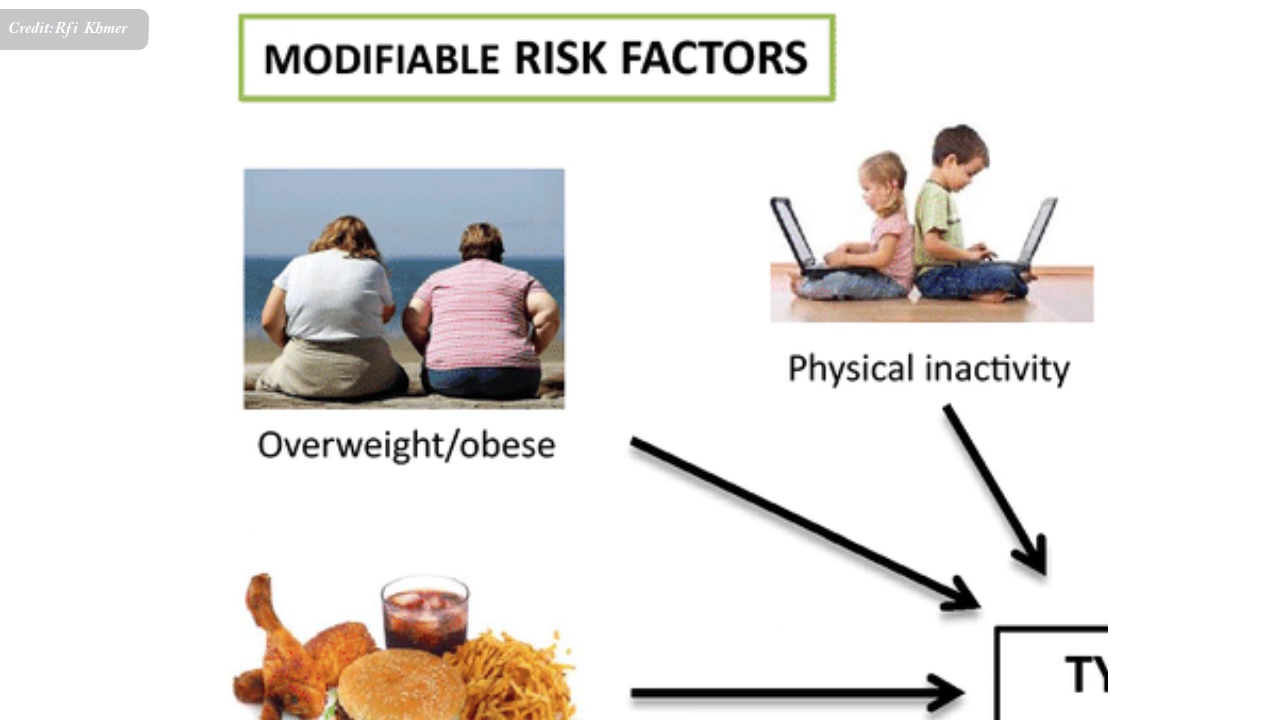 Credit:Rfi Khmer
MODIFIABLE RISK FACTORS
Physical inactivity
Overweight/obese